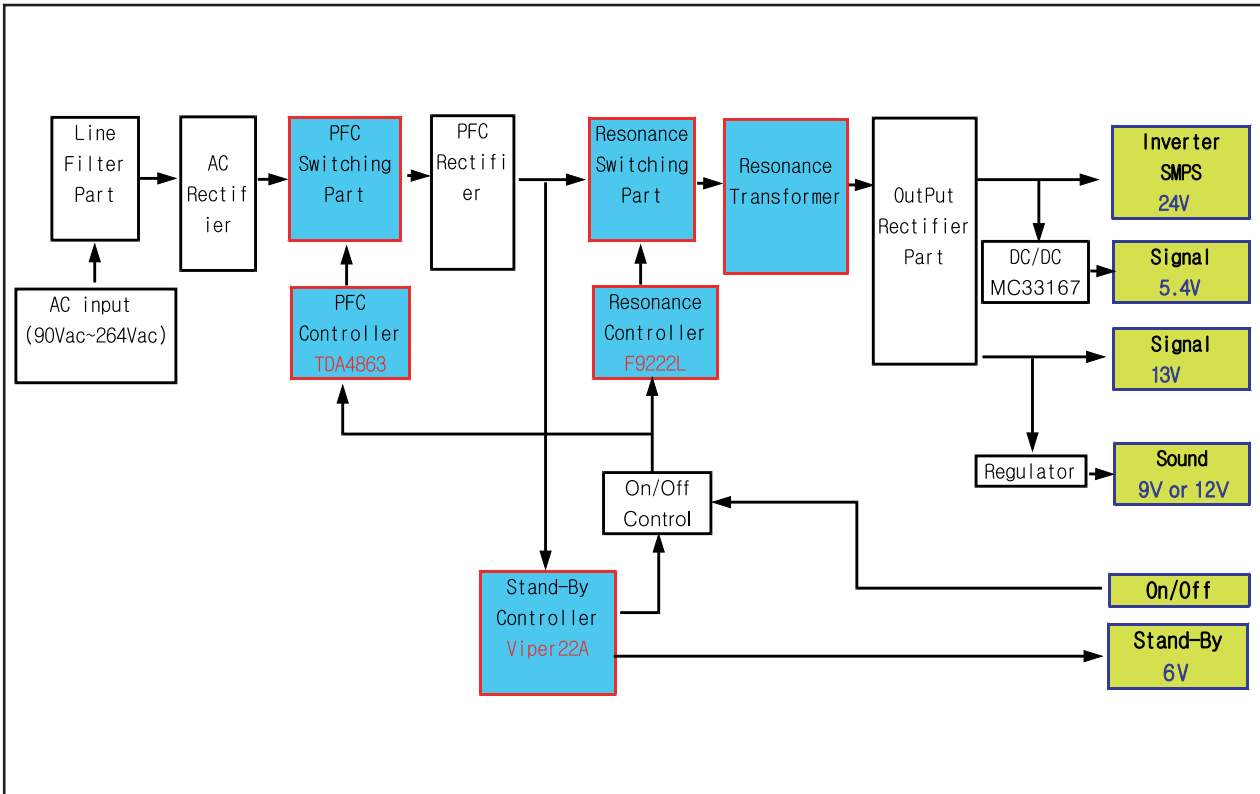 Line
Filter
Part
AC
Rectif
ier
PFC
Switching
Part
PFC
Rectifi
er
Resonance
Switching
Part
Resonance
Transformer
OutPut
Rectifier
Part
Inverter
SMPS
24V
DC/DC
MC33167
Signal
5.4V
AC input
(90Vac~264Vac)
PFC
Controller
TDA4863
Resonance
Controller
F9222L
Signal
13V
Regulator
Sound
9V or 12V
On/Off
Control
On/Off
Stand-By
Controller
Viper22A
Stand-By
6V